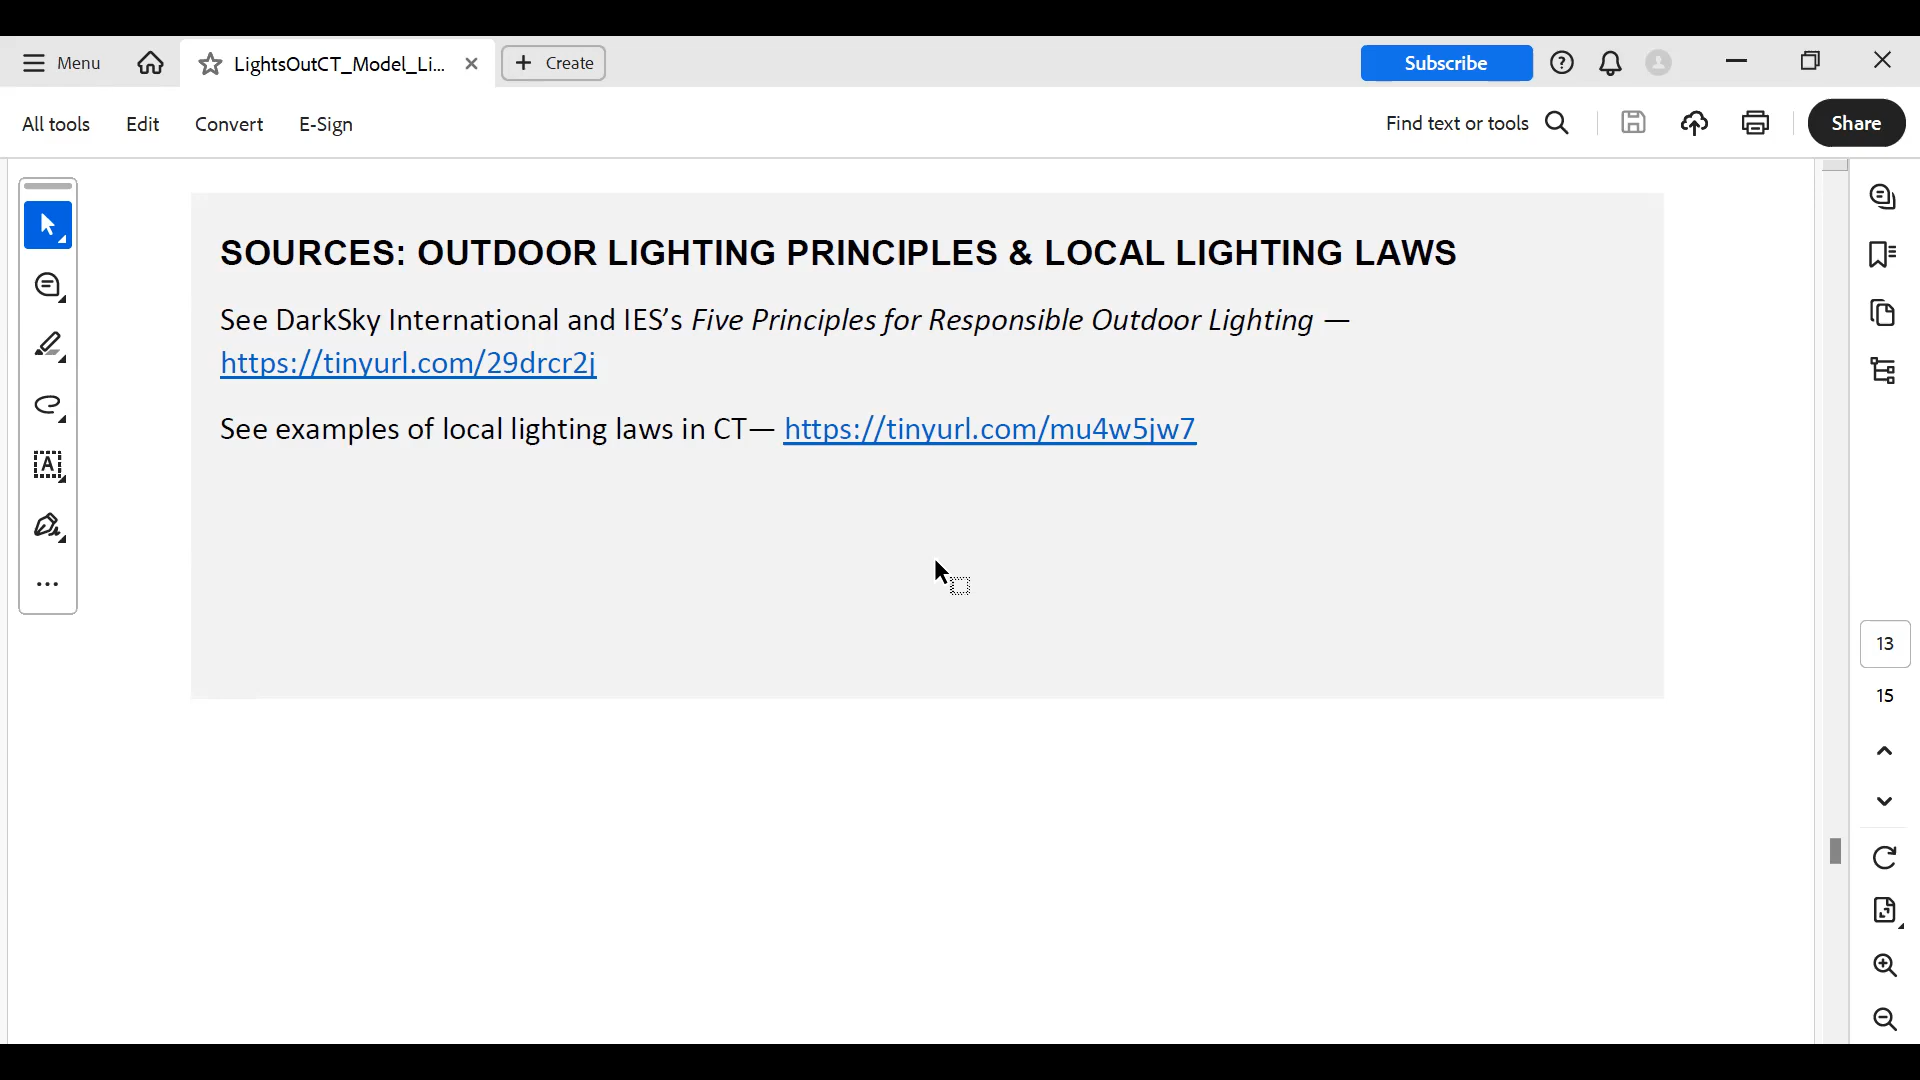 Menu
LightsOutCT_Model_Li...
Create
Subscribe
All tools
Edit
Convert
E-Sign
Find text or tools
Share
SOURCES: OUTDOOR LIGHTING PRINCIPLES & LOCAL LIGHTING LAWS
See DarkSky International and IES’s Five Principles for Responsible Outdoor Lighting —
https://tinyurl.com/29drcr2j
See examples of local lighting laws in CT— https://tinyurl.com/mu4w5jw7
13
15